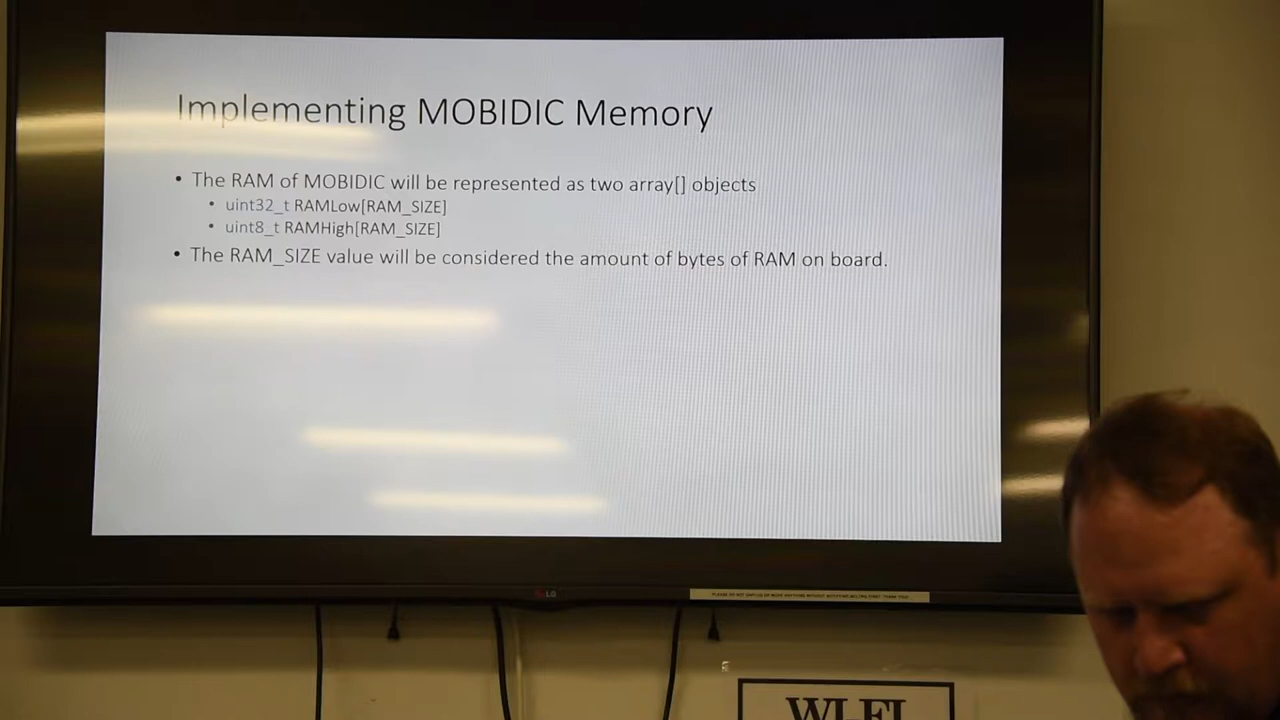 Implementing MOBIDIC Memory
• The RAM of MOBIDIC will be represented as two array[] objects
• uint32_t RAMLow[RAM_SIZE]
• uint8_t RAMHigh[RAM_SIZE]
• The RAM_SIZE value will be considered the amount of bytes of RAM on board.
LG
WI-FI